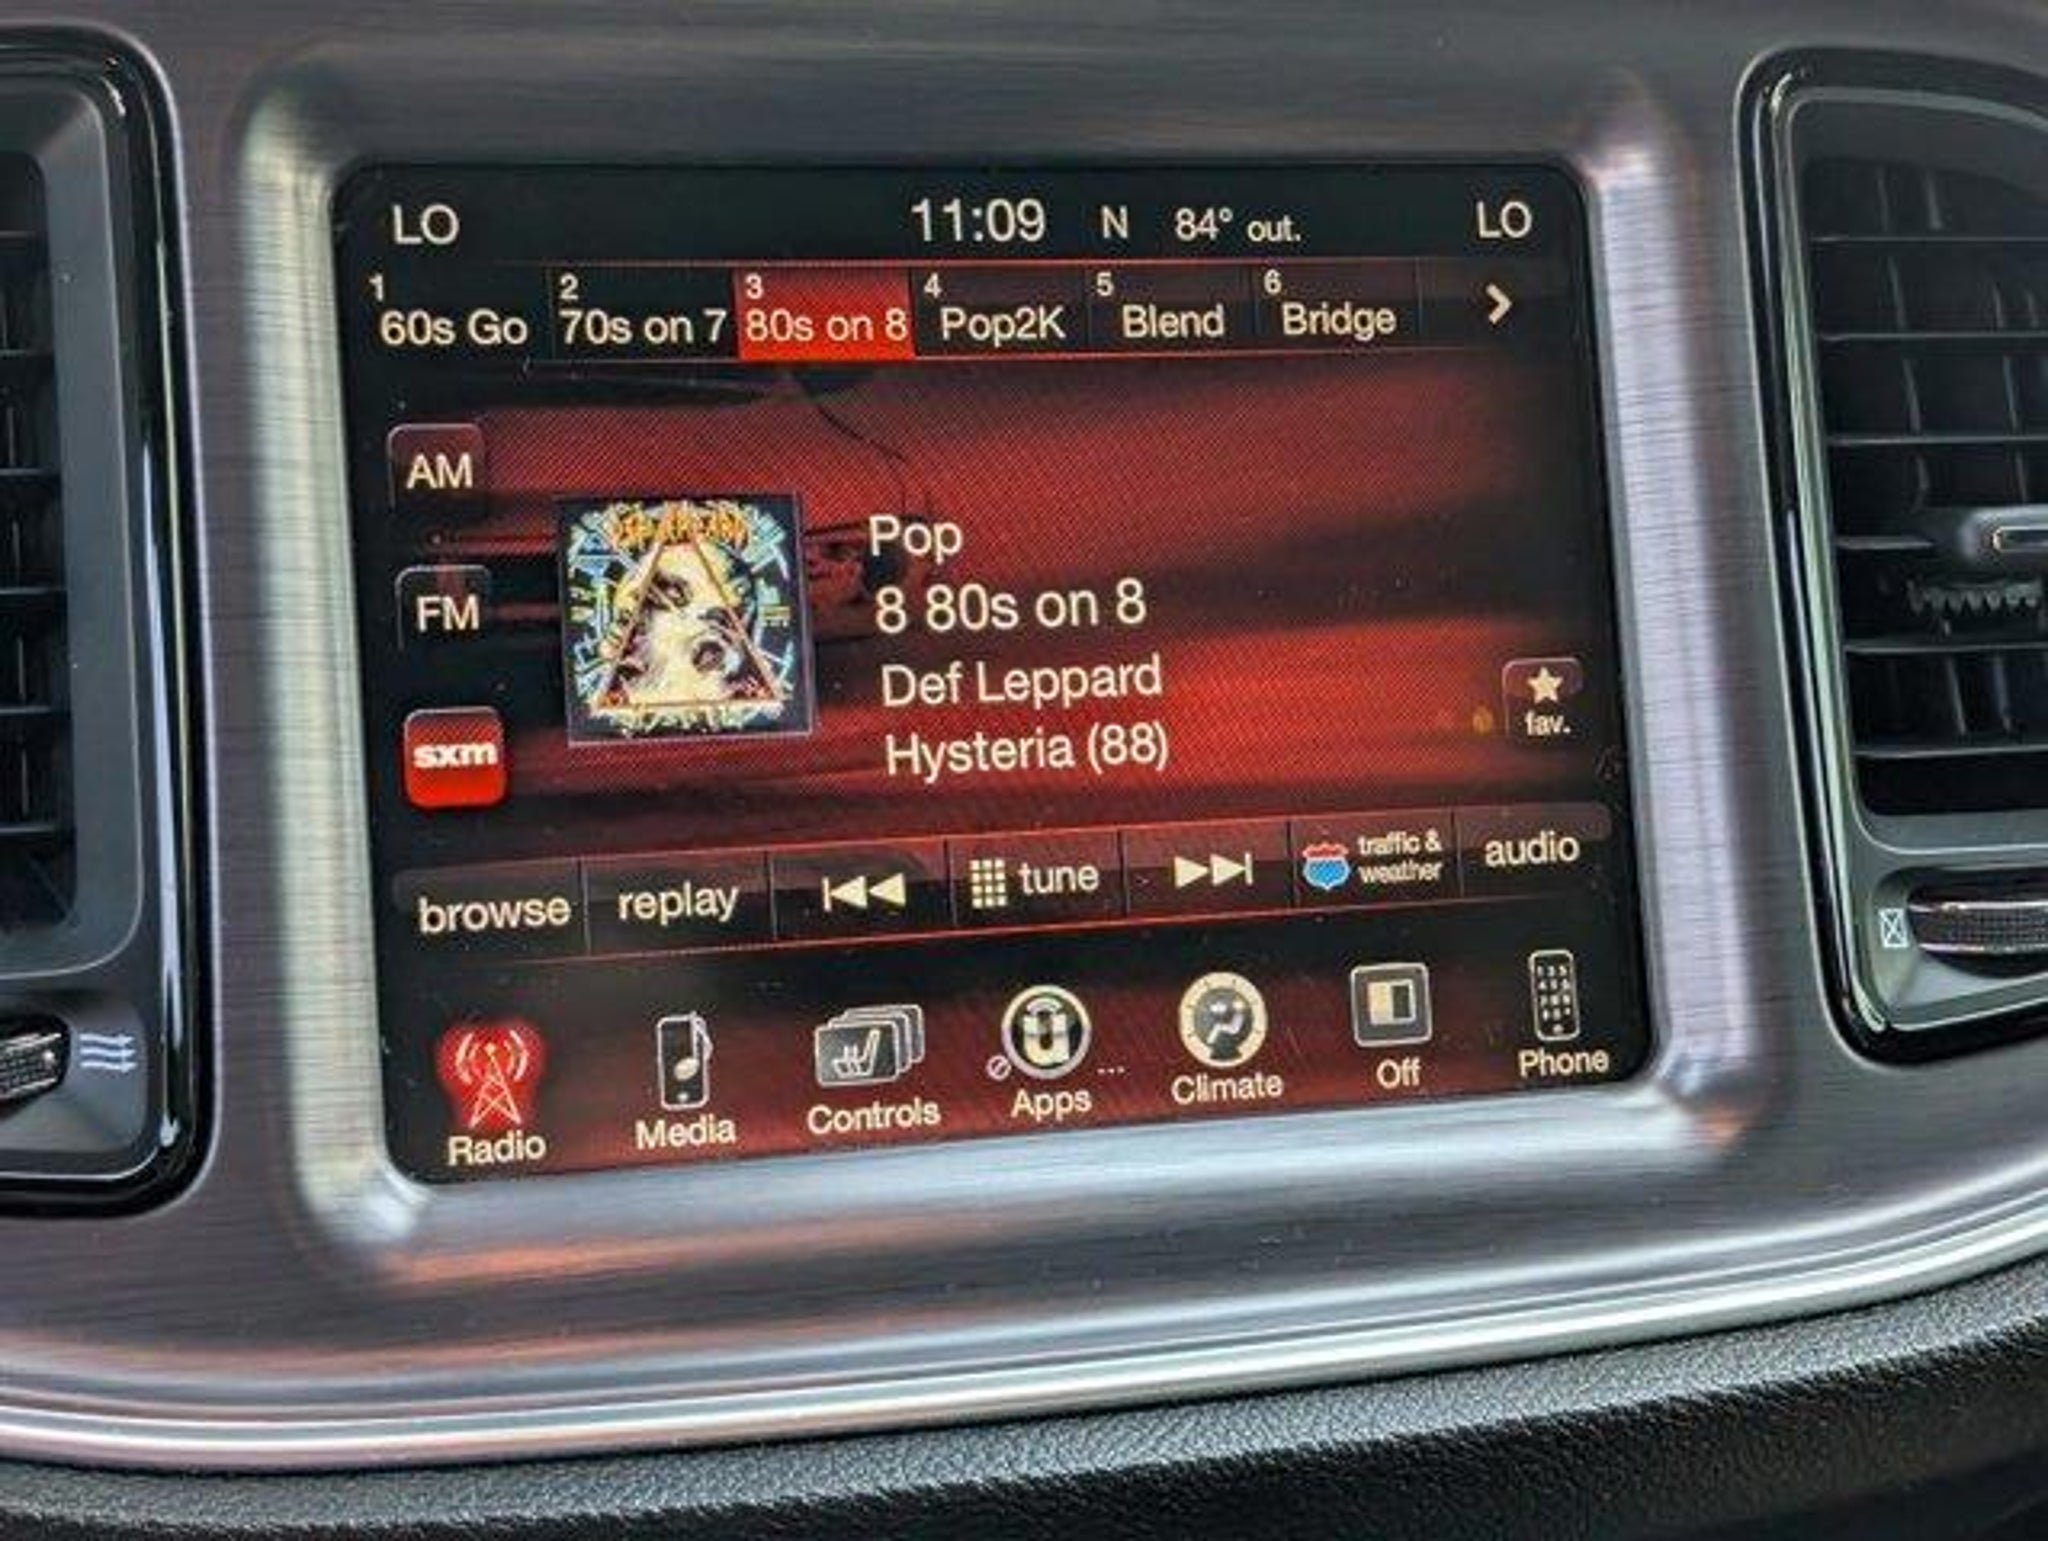 LO 11:09 N 84° out. LO
1 2 3 4 5 6
60s Go 70s on 7 80s on 8 Pop2K Blend Bridge
AM
FM
sxm
Pop
8 80s on 8
Def Leppard
Hysteria (88)
fav.
browse replay tune traffic & weather audio
Radio Media Controls Apps ... Climate Off Phone